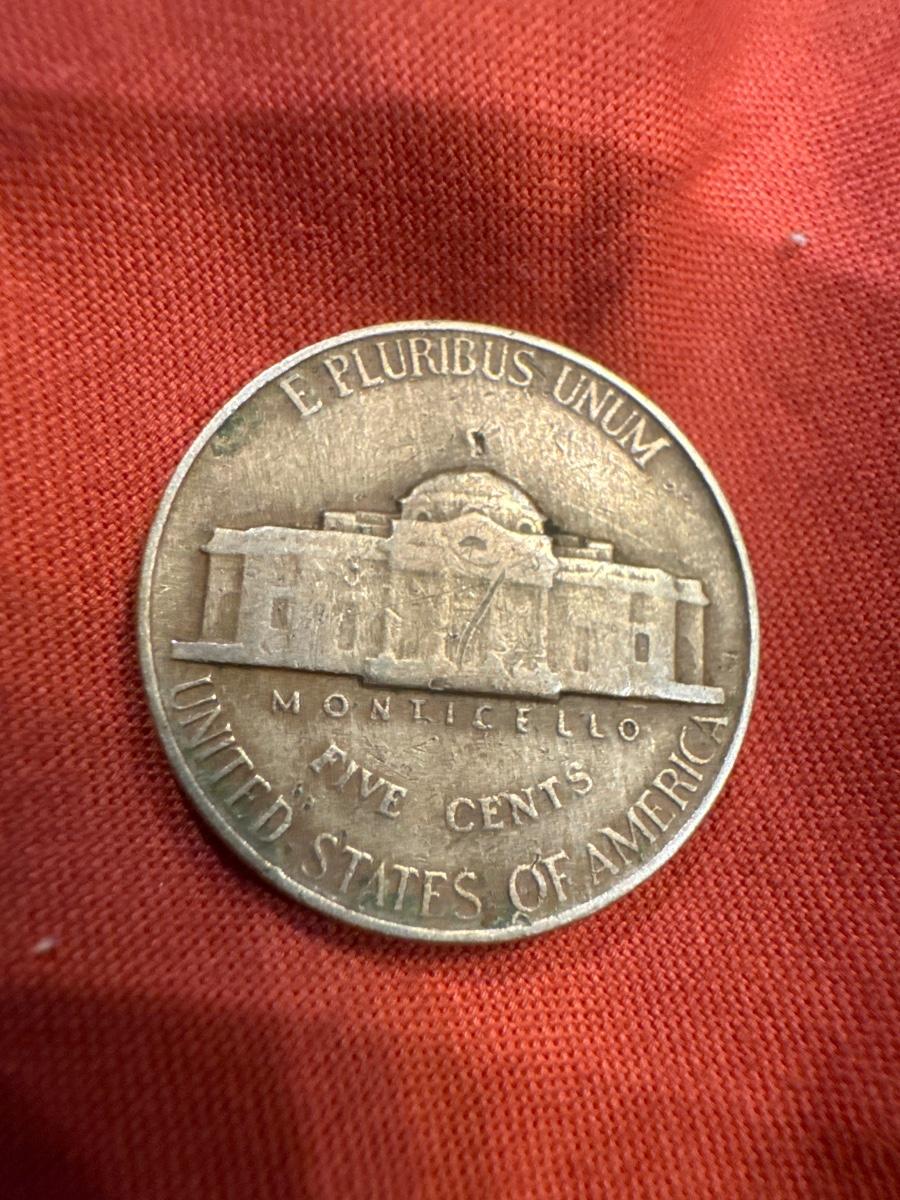 E PLURIBUS UNUM
MONTICELLO
FIVE CENTS
UNITED STATES OF AMERICA